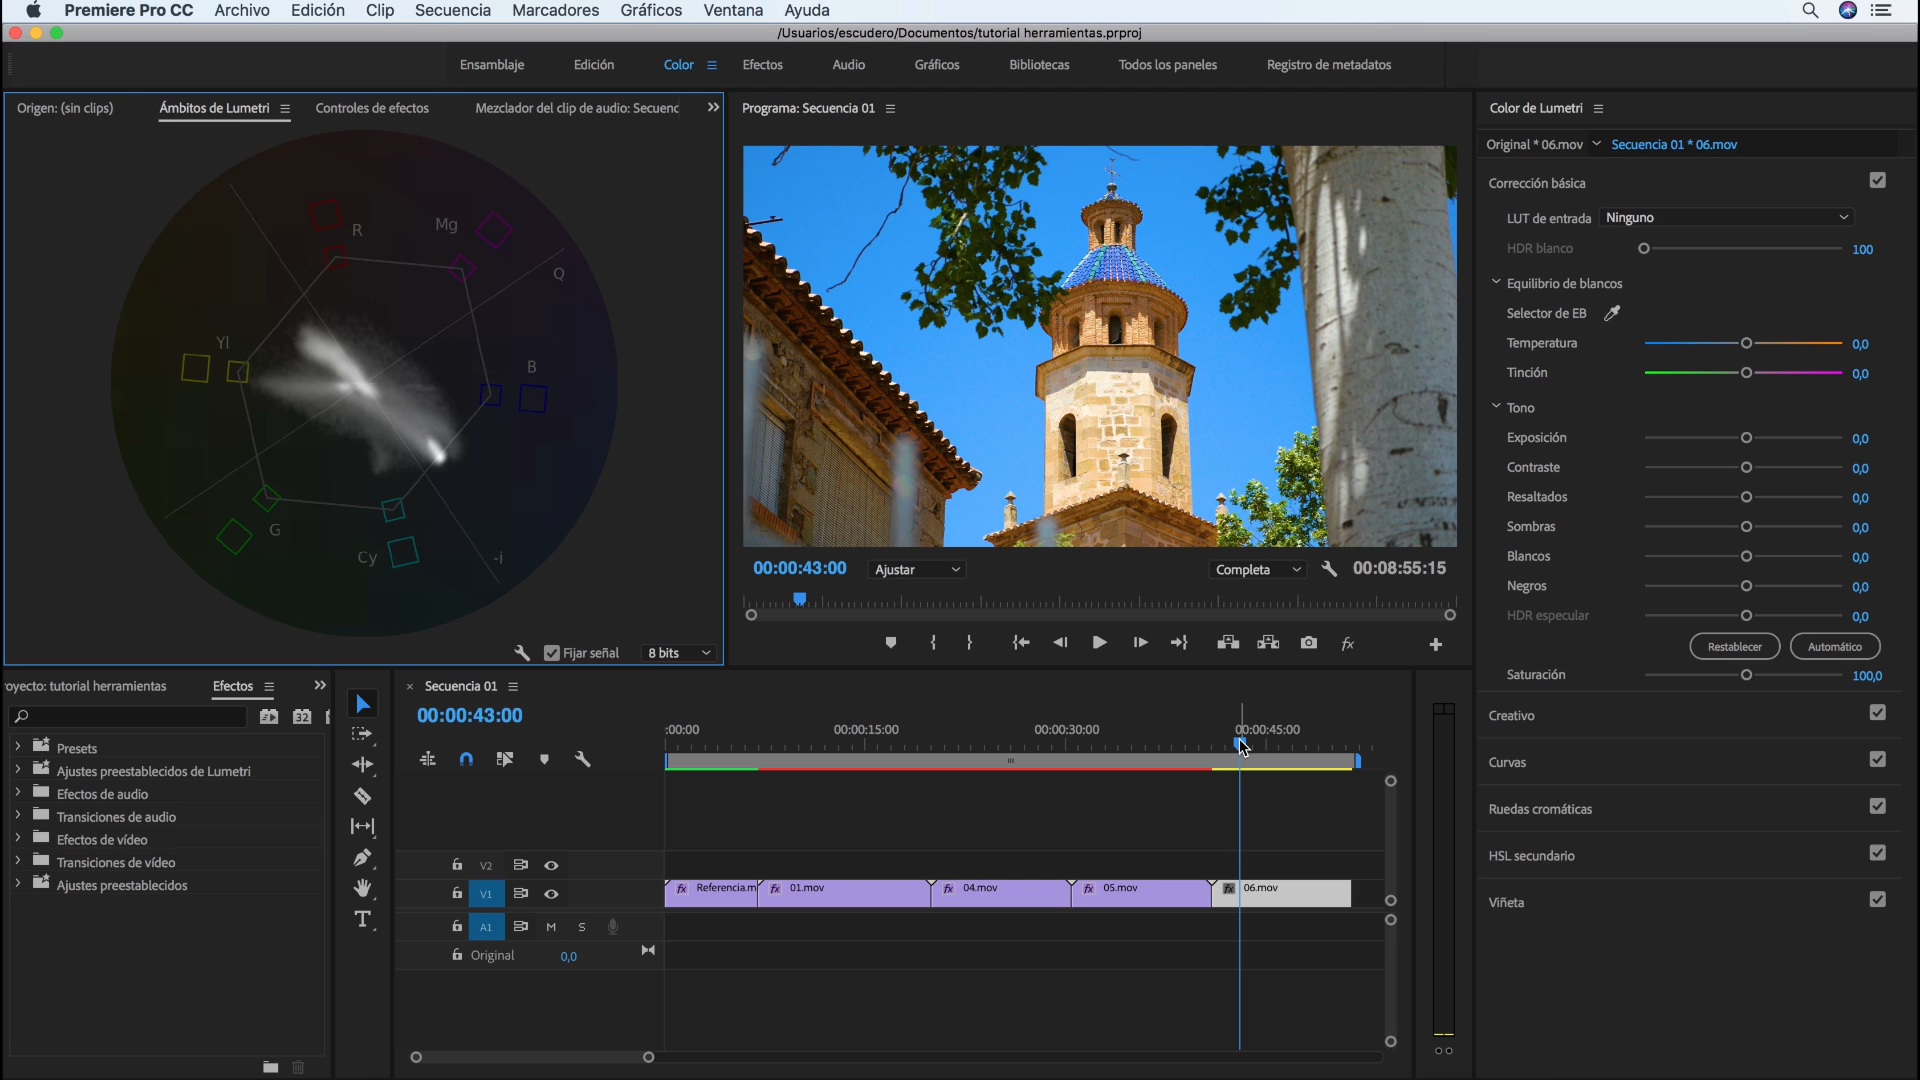 Premiere Pro CC Archivo Edición Clip Secuencia Marcadores Gráficos Ventana Ayuda
/Usuarios/escudero/Documentos/tutorial herramientas.prproj
Ensamblaje Edición Color Efectos Audio Gráficos Bibliotecas Todos los paneles Registro de metadatos
Origen: (sin clips) Ámbitos de Lumetri Controles de efectos Mezclador del clip de audio: Secuenc
Programa: Secuencia 01
Color de Lumetri
Original * 06.mov Secuencia 01 * 06.mov
R
Mg
Q
Yl
B
G
Cy
-i
Fijar señal 8 bits
00:00:43:00 Ajustar Completa 00:08:55:15
Corrección básica
LUT de entrada Ninguno
HDR blanco 100
Equilibrio de blancos
Selector de EB
Temperatura 0,0
Tinción 0,0
Tono
Exposición 0,0
Contraste 0,0
Resaltados 0,0
Sombras 0,0
Blancos 0,0
Negros 0,0
HDR especular 0,0
Restablecer Automático
Saturación 100,0
Creativo
Curvas
Ruedas cromáticas
HSL secundario
Viñeta
oyecto: tutorial herramientas Efectos
32
Presets
Ajustes preestablecidos de Lumetri
Efectos de audio
Transiciones de audio
Efectos de vídeo
Transiciones de vídeo
Ajustes preestablecidos
T
× Secuencia 01
00:00:43:00
:00:00 00:00:15:00 00:00:30:00 00:00:45:00
V2
V1 fx Referencia.m fx 01.mov fx 04.mov fx 05.mov fx 06.mov
A1 M S
Original 0,0
fx